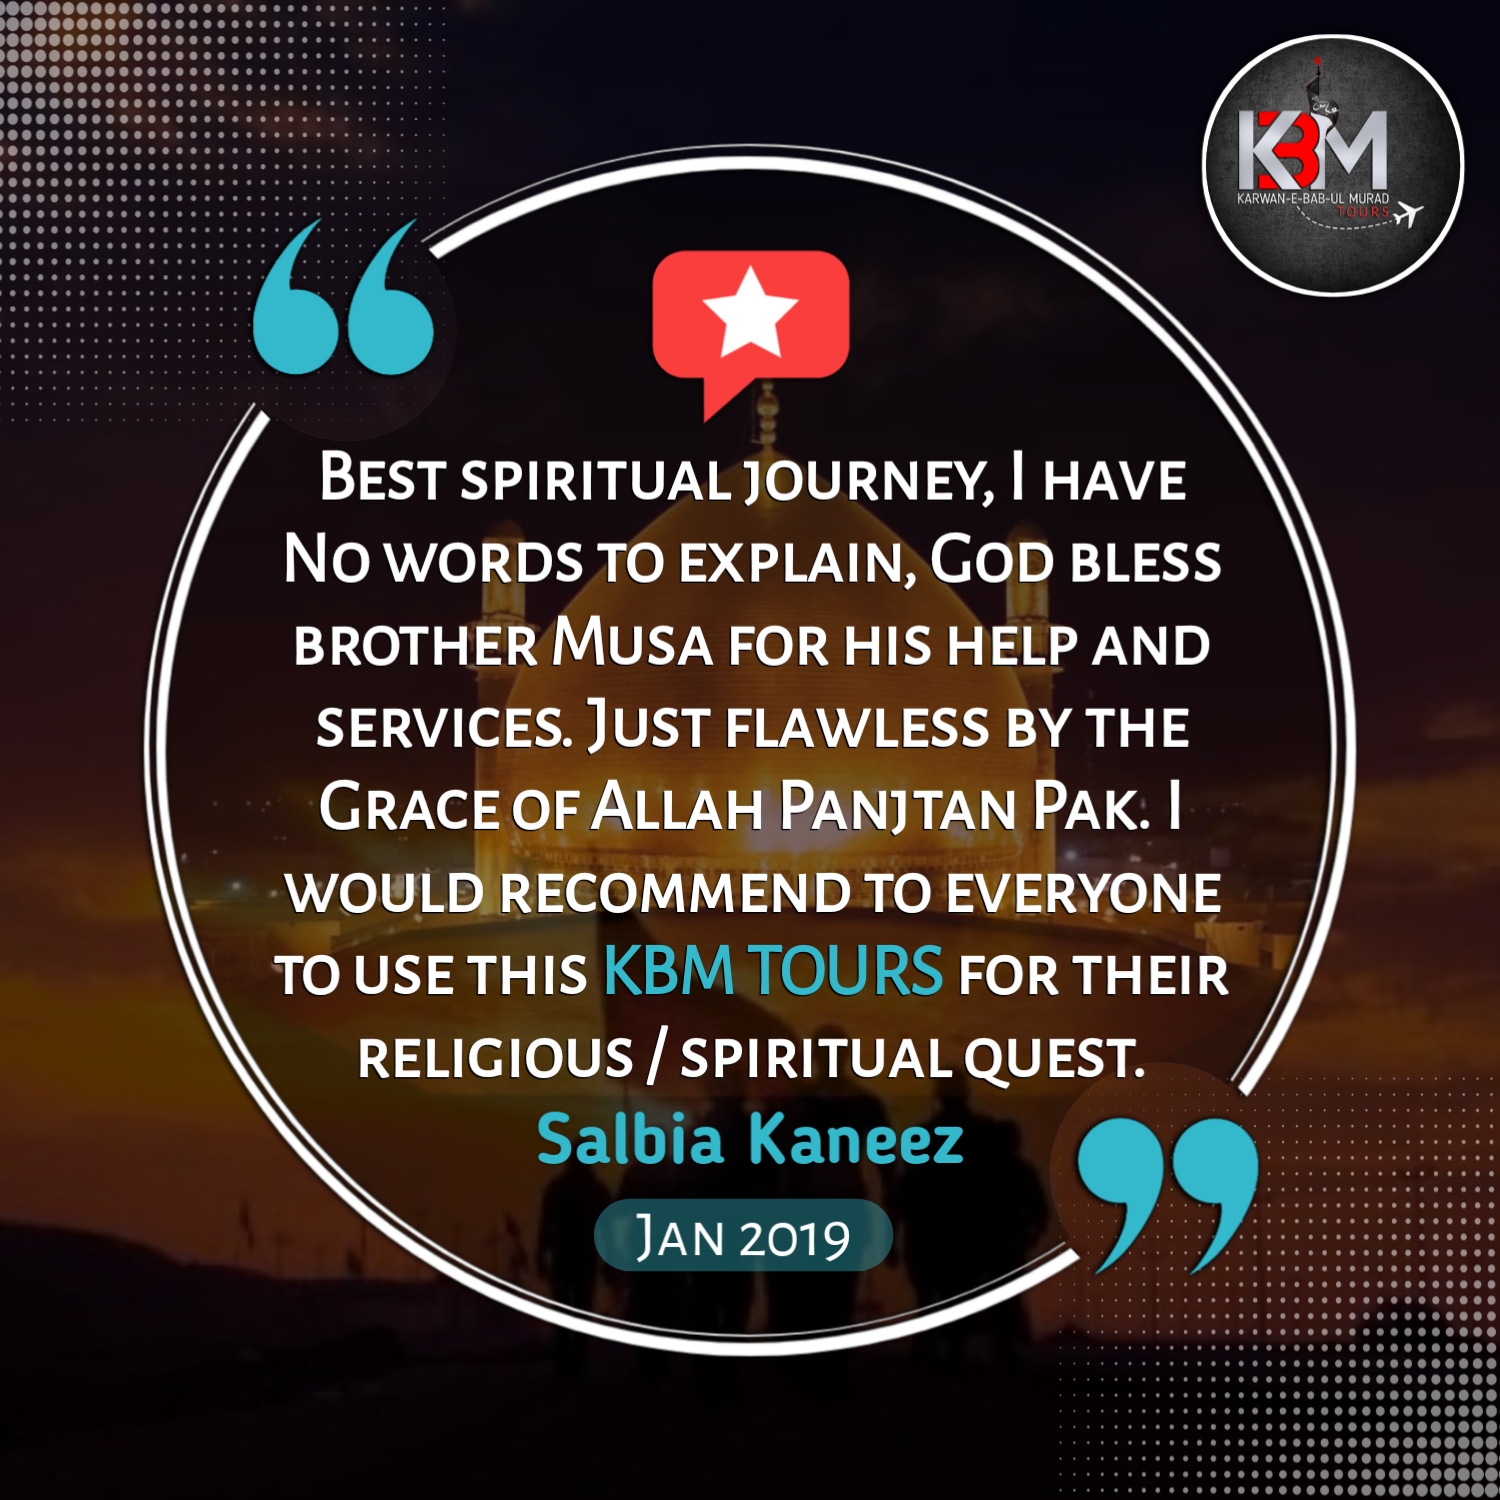 KBM
KARWAN-E-BAB-UL MURAD
TOURS
Best spiritual journey, I have
No words to explain, God bless
brother Musa for his help and
services. Just flawless by the
Grace of Allah Panjtan Pak. I
would recommend to everyone
to use this KBM TOURS for their
religious / spiritual quest.
Salbia Kaneez
Jan 2019